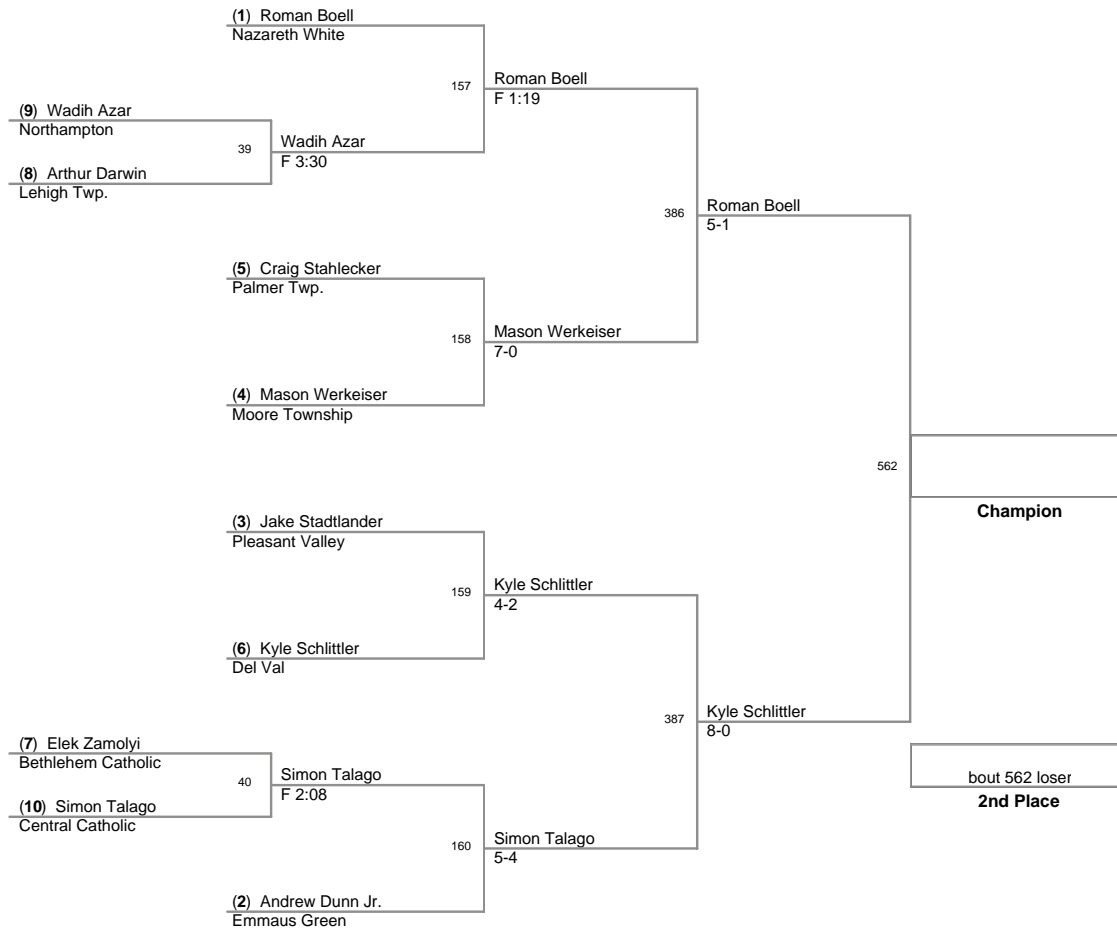 (1) Roman Boell
Nazareth White
157
Roman Boell
F 1:19
(9) Wadih Azar
Northampton
39
Wadih Azar
F 3:30
(8) Arthur Darwin
Lehigh Twp.
386
Roman Boell
5-1
(5) Craig Stahlecker
Palmer Twp.
158
Mason Werkeiser
7-0
(4) Mason Werkeiser
Moore Township
562
Champion
(3) Jake Stadtlander
Pleasant Valley
159
Kyle Schlittler
4-2
(6) Kyle Schlittler
Del Val
387
Kyle Schlittler
8-0
(7) Elek Zamolyi
Bethlehem Catholic
40
Simon Talago
F 2:08
(10) Simon Talago
Central Catholic
bout 562 loser
2nd Place
160
Simon Talago
5-4
(2) Andrew Dunn Jr.
Emmaus Green